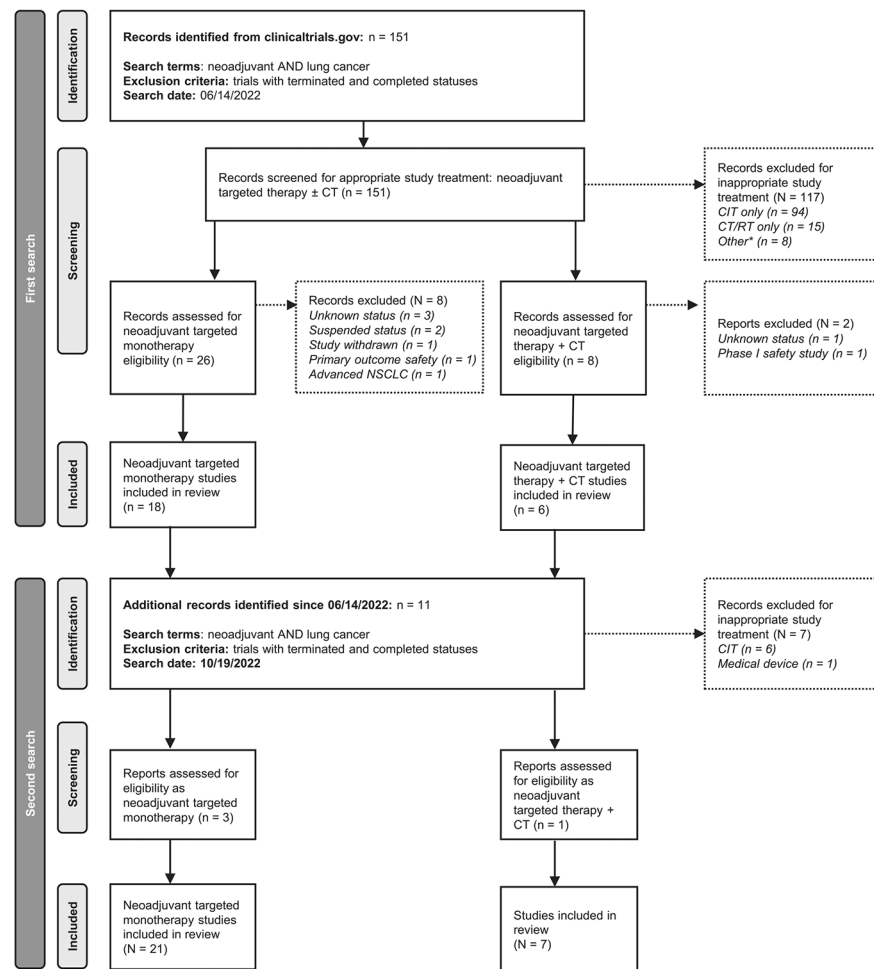 First search
Identification
Records identified from clinicaltrials.gov: n = 151
Search terms: neoadjuvant AND lung cancer
Exclusion criteria: trials with terminated and completed statuses
Search date: 06/14/2022
Screening
Records screened for appropriate study treatment: neoadjuvant
targeted therapy ± CT (n = 151)
Records excluded for
inappropriate study
treatment (N = 117)
CIT only (n = 94)
CT/RT only (n = 15)
Other* (n = 8)
Records assessed for
neoadjuvant targeted
monotherapy
eligibility
(n = 26)
Records excluded (N = 8)
Unknown status (n = 3)
Suspended status (n = 2)
Study withdrawn (n = 1)
Primary outcome safety (n = 1)
Advanced NSCLC (n = 1)
Records assessed for
neoadjuvant targeted
therapy + CT
eligibility
(n = 8)
Reports excluded (N = 2)
Unknown status (n = 1)
Phase I safety study (n = 1)
Included
Neoadjuvant targeted
monotherapy studies
included in review
(n = 18)
Neoadjuvant targeted
therapy + CT studies
included in review
(n = 6)
Second search
Identification
Additional records identified since 06/14/2022: n = 11
Search terms: neoadjuvant AND lung cancer
Exclusion criteria: trials with terminated and completed statuses
Search date: 10/19/2022
Records excluded for
inappropriate study
treatment (N = 7)
CIT (n = 6)
Medical device (n = 1)
Screening
Reports assessed for
eligibility as
neoadjuvant targeted
monotherapy (n = 3)
Reports assessed
for eligibility as
neoadjuvant
targeted therapy +
CT (n = 1)
Included
Neoadjuvant targeted
monotherapy studies
included in review
(N = 21)
Studies included in
review
(N = 7)